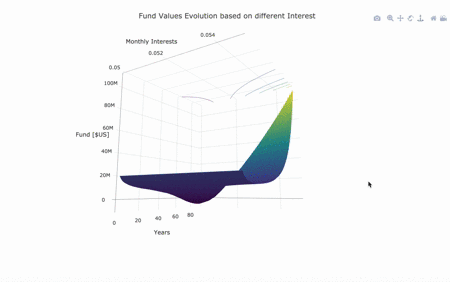 Fund Values Evolution based on different Interest
Monthly Interests
0.054
0.052
0.05
100M
80M
60M
Fund [$US]
40M
20M
0
0
20
40
60
80
Years